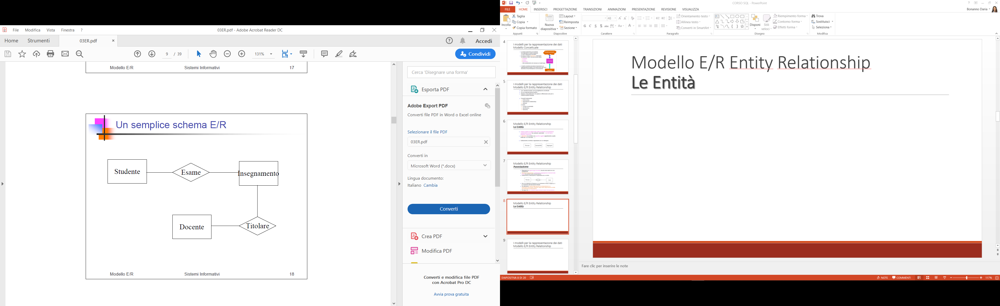 File Modifica Vista Finestra ?
03ER.pdf - Adobe Acrobat Reader DC
Home Strumenti 03ER.pdf × Accedi
9 / 39 131% Condividi
Modello E/R Sistemi Informativi 17
Un semplice schema E/R
Studente Esame Insegnamento
Docente Titolare
Modello E/R Sistemi Informativi 18
Cerca 'Disegnare una forma'
Esporta PDF
Adobe Export PDF
Converti file PDF in Word o Excel online
Selezionare il file PDF
03ER.pdf
Converti in
Microsoft Word (*.docx)
Lingua documento:
Italiano Cambia
Converti
Crea PDF
Modifica PDF
Converti e modifica file PDF
con Acrobat Pro DC
Avvia prova gratuita
CORSO SQL - PowerPoint
FILE HOME INSERISCI PROGETTAZIONE TRANSIZIONI ANIMAZIONI PRESENTAZIONE REVISIONE VISUALIZZA Bonanno Daria
Incolla
Taglia
Copia
Copia formato
Appunti
Nuova
diapositiva
Layout
Reimposta
Sezione
Diapositive
48
G C S S abc AV Aa A
Carattere
Orientamento testo
Allinea testo
Converti in SmartArt
Paragrafo
Disponi
Stili
veloci
Riempimento forma
Contorno forma
Effetti forma
Disegno
Trova
Sostituisci
Seleziona
Modifica
4
I modelli per la rappresentazione dei dati
Modello Concettuale
5
I modelli per la rappresentazione dei dati
Modello E/R Entity Relationship
6
Modello E/R Entity Relationship
Le Entità
7
Modello E/R Entity Relationship
Associazione
8
Modello E/R Entity Relationship
Le Entità
9
I modelli per la rappresentazione dei dati
Modello E/R Entity Relationship
Modello E/R Entity Relationship
Le Entità
Fare clic per inserire le note
DIAPOSITIVA 8 DI 20 NOTE COMMENTI 117%